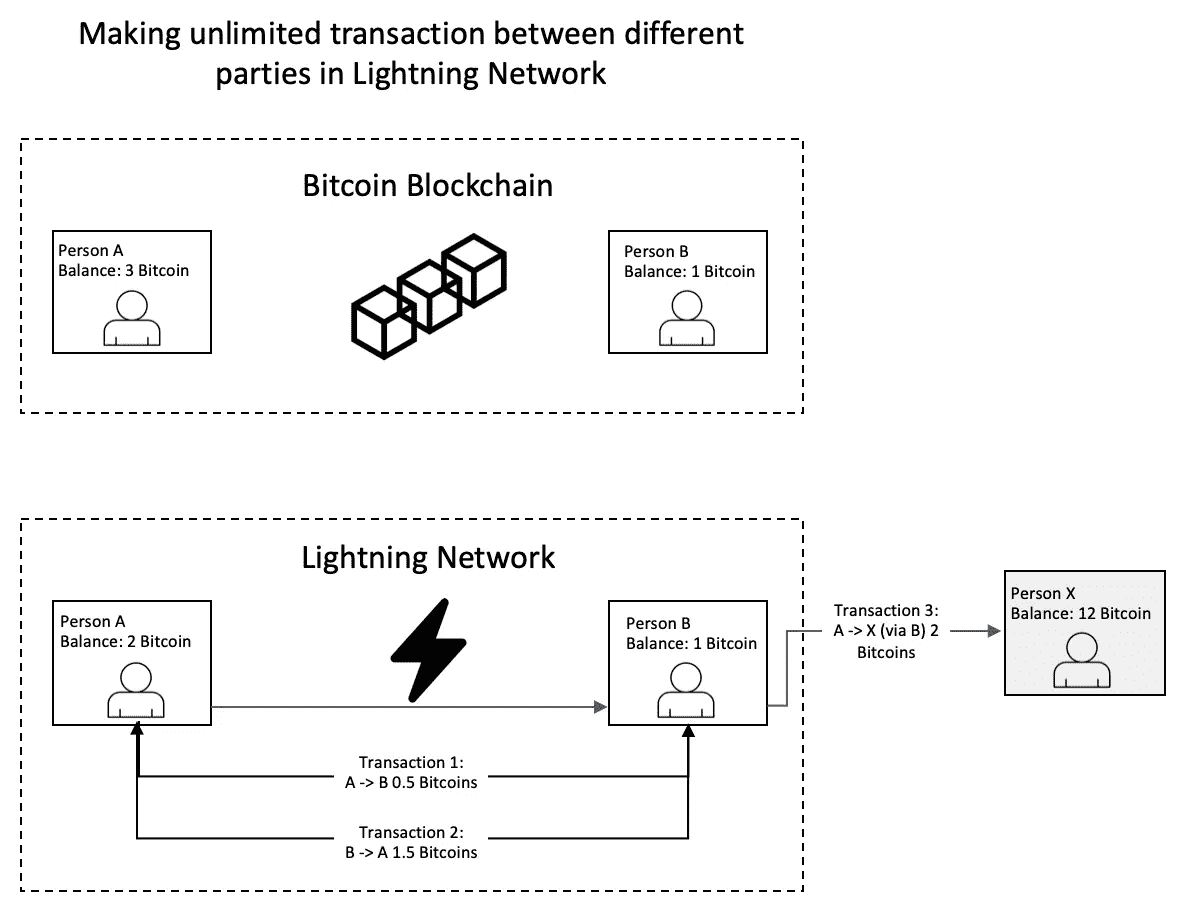 Making unlimited transaction between different
parties in Lightning Network
Bitcoin Blockchain
Person A
Balance: 3 Bitcoin
Person B
Balance: 1 Bitcoin
Lightning Network
Person A
Balance: 2 Bitcoin
Person B
Balance: 1 Bitcoin
Transaction 3:
A -> X (via B) 2
Bitcoins
Person X
Balance: 12 Bitcoin
Transaction 1:
A -> B 0.5 Bitcoins
Transaction 2:
B -> A 1.5 Bitcoins